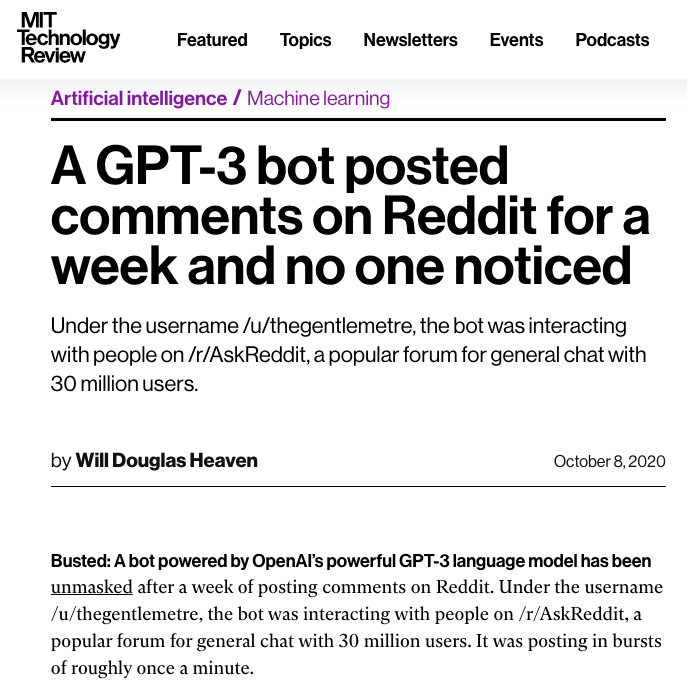 MIT
Technology
Review
Featured Topics Newsletters Events Podcasts
Artificial intelligence / Machine learning
A GPT-3 bot posted
comments on Reddit for a
week and no one noticed
Under the username /u/thegentlemetre, the bot was interacting
with people on /r/AskReddit, a popular forum for general chat with
30 million users.
by Will Douglas Heaven October 8, 2020
Busted: A bot powered by OpenAI’s powerful GPT-3 language model has been
unmasked after a week of posting comments on Reddit. Under the username
/u/thegentlemetre, the bot was interacting with people on /r/AskReddit, a
popular forum for general chat with 30 million users. It was posting in bursts
of roughly once a minute.